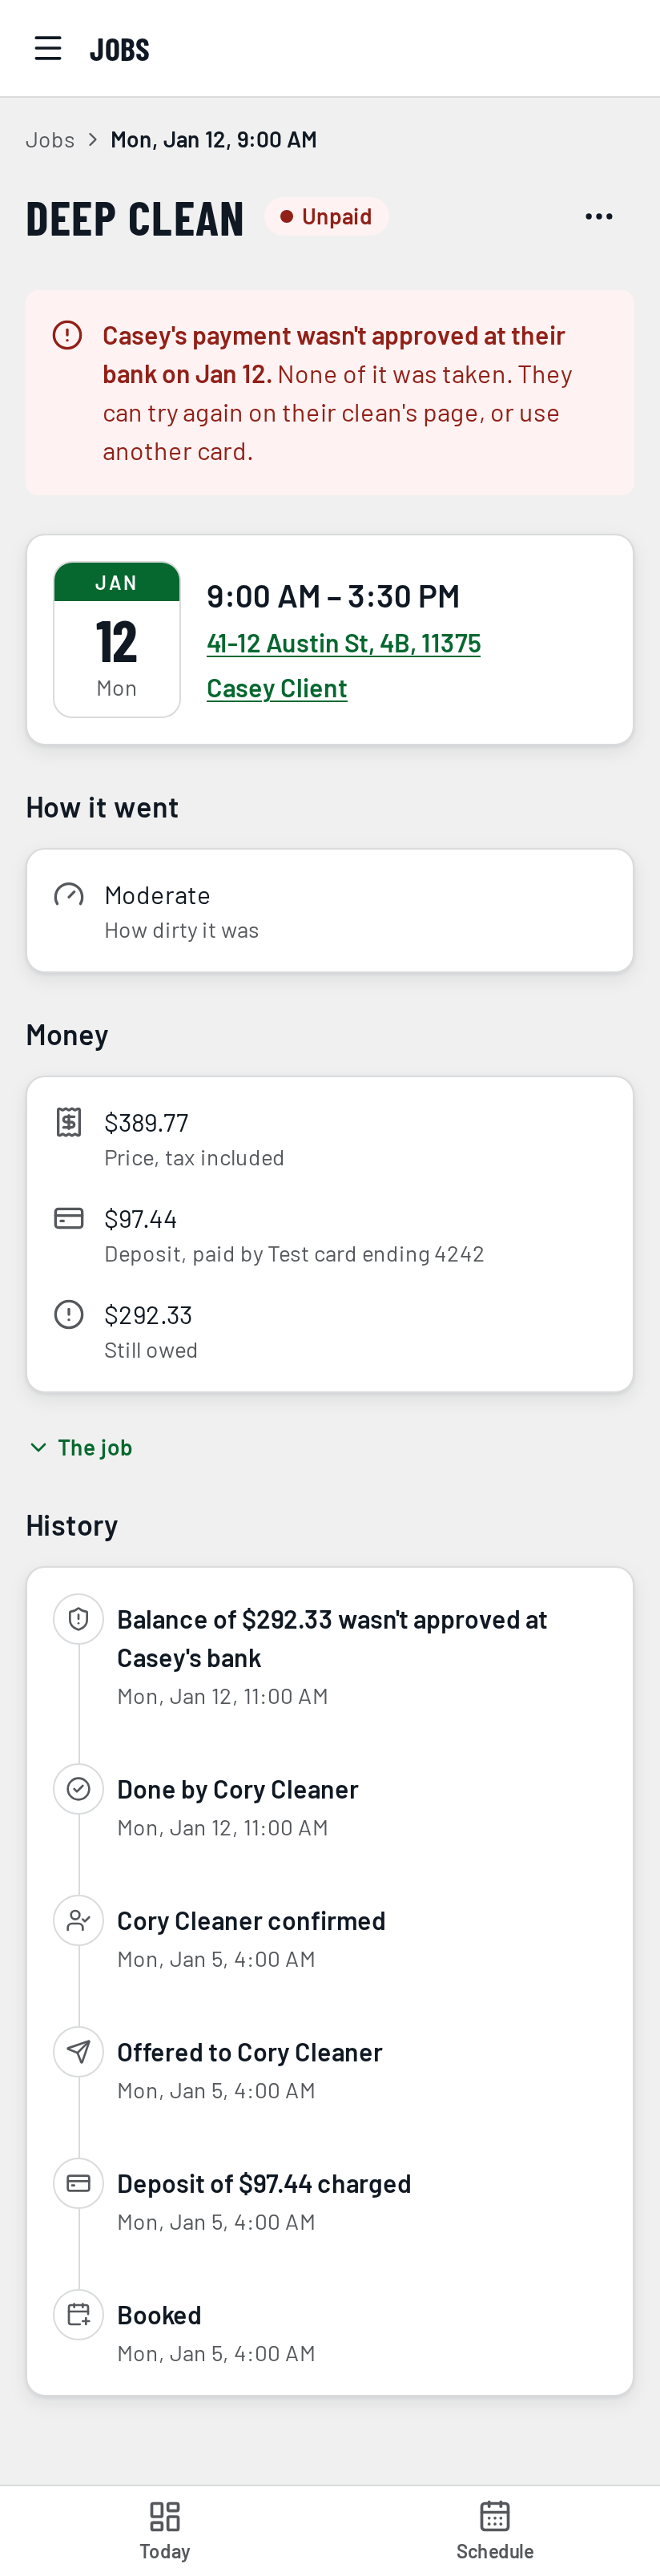 JOBS
Jobs > Mon, Jan 12, 9:00 AM
DEEP CLEAN
Unpaid
Casey's payment wasn't approved at their
bank on Jan 12. None of it was taken. They
can try again on their clean's page, or use
another card.
JAN
12
Mon
9:00 AM – 3:30 PM
41-12 Austin St, 4B, 11375
Casey Client
How it went
Moderate
How dirty it was
Money
$389.77
Price, tax included
$97.44
Deposit, paid by Test card ending 4242
$292.33
Still owed
The job
History
Balance of $292.33 wasn't approved at
Casey's bank
Mon, Jan 12, 11:00 AM
Done by Cory Cleaner
Mon, Jan 12, 11:00 AM
Cory Cleaner confirmed
Mon, Jan 5, 4:00 AM
Offered to Cory Cleaner
Mon, Jan 5, 4:00 AM
Deposit of $97.44 charged
Mon, Jan 5, 4:00 AM
Booked
Mon, Jan 5, 4:00 AM
Today
Schedule